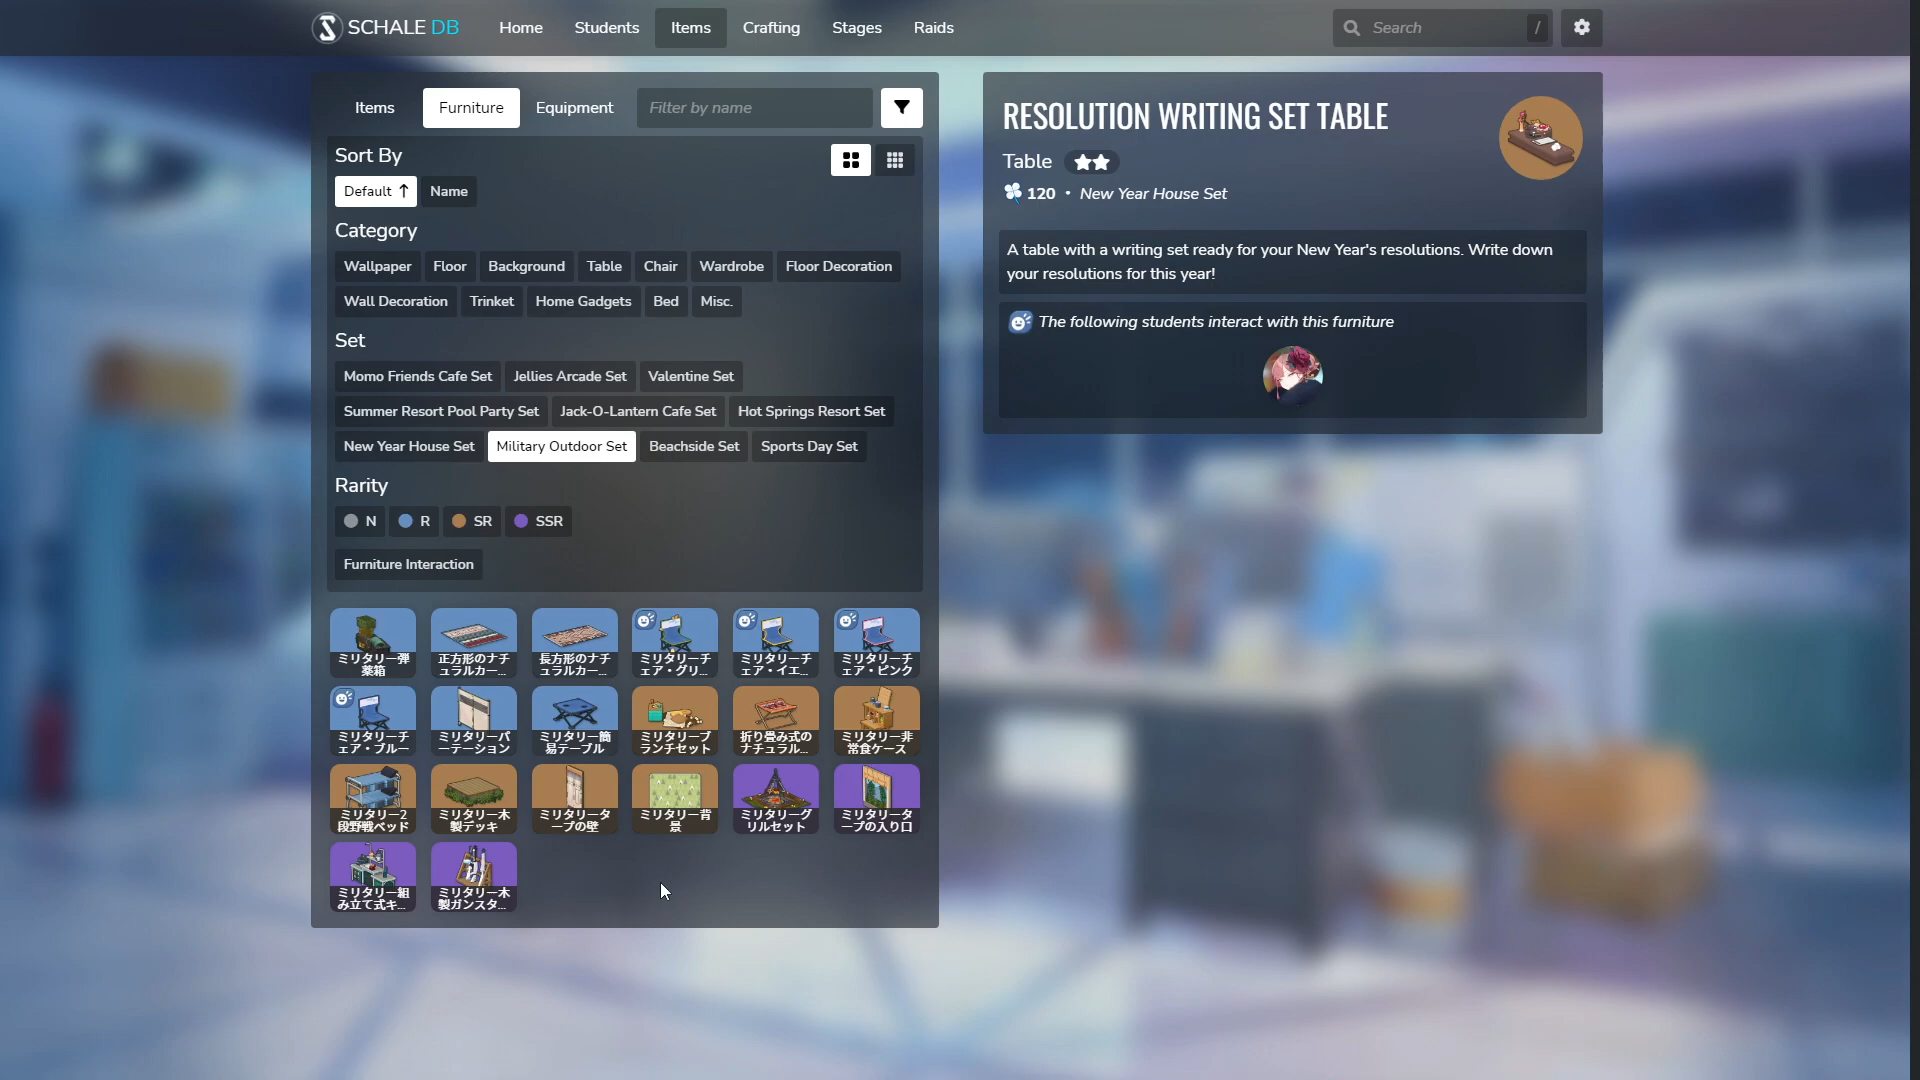 SCHALE DB Home Students Items Crafting Stages Raids Search /
Items Furniture Equipment Filter by name
Sort By
Default ↑ Name
Category
Wallpaper Floor Background Table Chair Wardrobe Floor Decoration
Wall Decoration Trinket Home Gadgets Bed Misc.
Set
Momo Friends Cafe Set Jellies Arcade Set Valentine Set
Summer Resort Pool Party Set Jack-O-Lantern Cafe Set Hot Springs Resort Set
New Year House Set Military Outdoor Set Beachside Set Sports Day Set
Rarity
N R SR SSR
Furniture Interaction
ミリタリー弾
薬箱
正方形のナチ
ュラルカー...
長方形のナチ
ュラルカー...
ミリタリーチ
ェア・グリ...
ミリタリーチ
ェア・イエ...
ミリタリーチ
ェア・ピンク
ミリタリーチ
ェア・ブルー
ミリタリーパ
ーテーション
ミリタリー簡
易テーブル
ミリタリーブ
ランチセット
折り畳み式の
ナチュラル...
ミリタリー非
常食ケース
ミリタリー2
段野戦ベッド
ミリタリー木
製デッキ
ミリタリータ
ープの壁
ミリタリー背
景
ミリタリーグ
リルセット
ミリタリータ
ープの入り口
ミリタリー組
み立て式キ...
ミリタリー木
製ガンスタ...
RESOLUTION WRITING SET TABLE
Table
120 • New Year House Set
A table with a writing set ready for your New Year's resolutions. Write down
your resolutions for this year!
The following students interact with this furniture